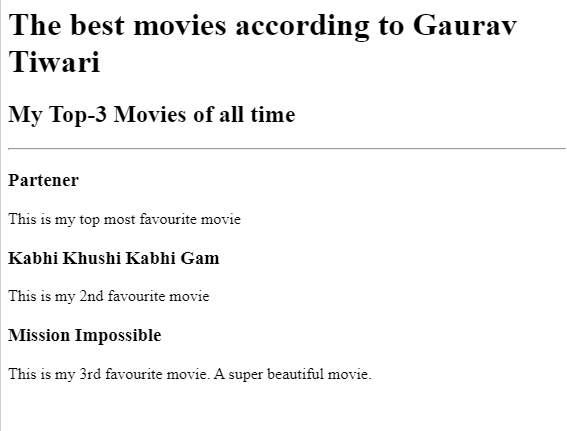 The best movies according to Gaurav
Tiwari
My Top-3 Movies of all time
Partener
This is my top most favourite movie
Kabhi Khushi Kabhi Gam
This is my 2nd favourite movie
Mission Impossible
This is my 3rd favourite movie. A super beautiful movie.